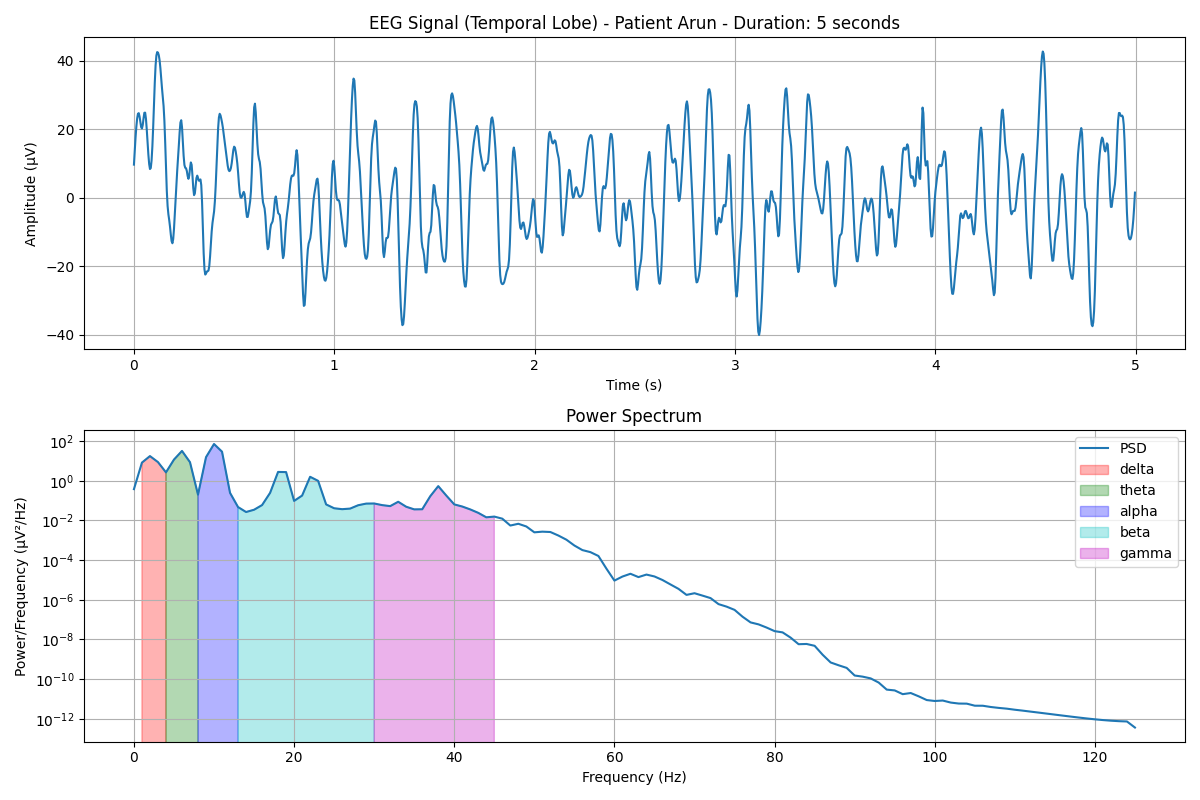 EEG Signal (Temporal Lobe) - Patient Arun - Duration: 5 seconds
Amplitude (μV)
40
20
0
−20
−40
0 1 2 3 4 5
Time (s)
Power Spectrum
Power/Frequency (μV²/Hz)
10²
10⁰
10⁻²
10⁻⁴
10⁻⁶
10⁻⁸
10⁻¹⁰
10⁻¹²
PSD
delta
theta
alpha
beta
gamma
0 20 40 60 80 100 120
Frequency (Hz)